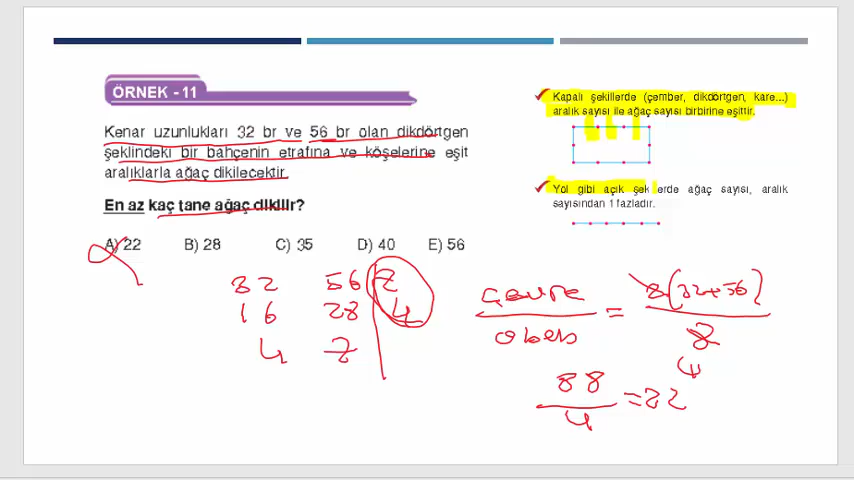 ÖRNEK - 11
Kenar uzunlukları 32 br ve 56 br olan dikdörtgen
şeklindeki bir bahçenin etrafına ve köşelerine eşit
aralıklarla ağaç dikilecektir.
En az kaç tane ağaç dikilir?
A) 22 B) 28 C) 35 D) 40 E) 56
32 56 2
16 28 4
4 7
Kapalı şekillerde (çember, dikdörtgen, kare...)
aralık sayısı ile ağaç sayısı birbirine eşittir.
Yol gibi açık şek erde ağaç sayısı, aralık
sayısından 1 fazladır.
çevre = 2(32+56)
obeb 8
4
88 = 22
4